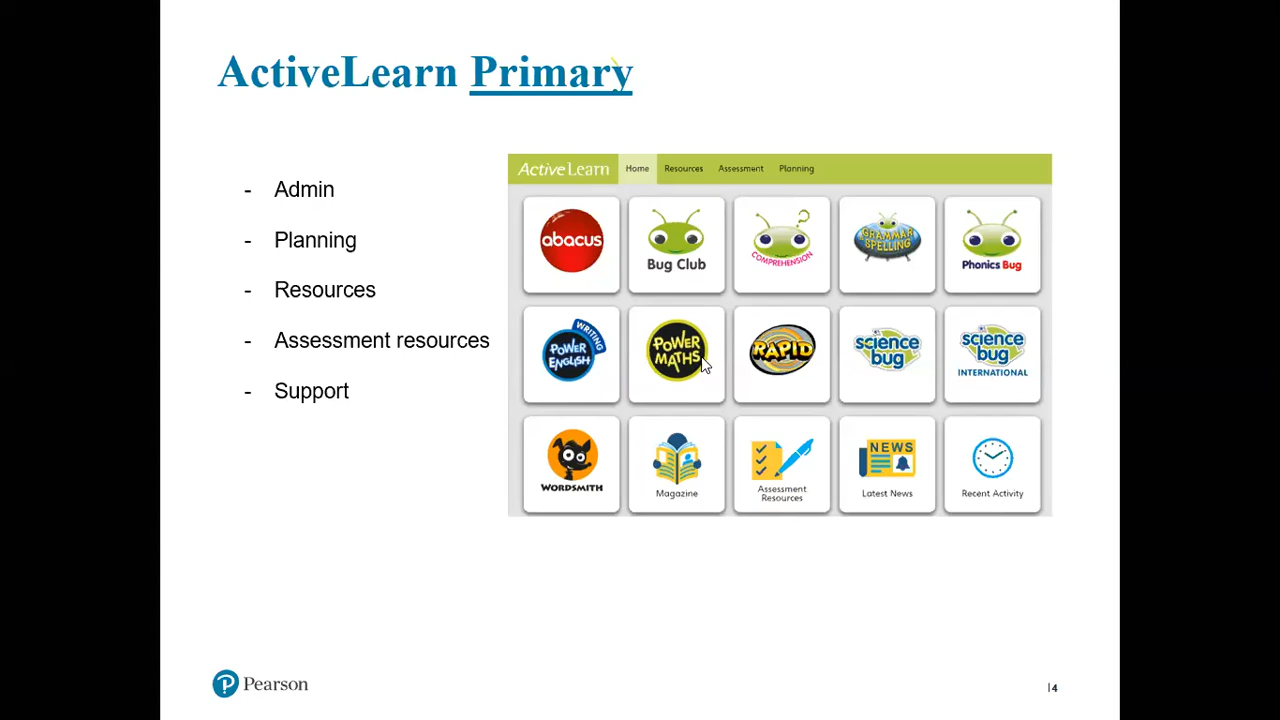 ActiveLearn Primary
- Admin
- Planning
- Resources
- Assessment resources
- Support
ActiveLearn Home Resources Assessment Planning
abacus
Bug Club
COMPREHENSION
GRAMMAR
SPELLING
Phonics Bug
POWER
ENGLISH
WRITING
POWER
MATHS
RAPID
science
bug
science
bug
INTERNATIONAL
WORDSMITH
Magazine
Assessment
Resources
NEWS
Latest News
Recent Activity
P Pearson
| 4